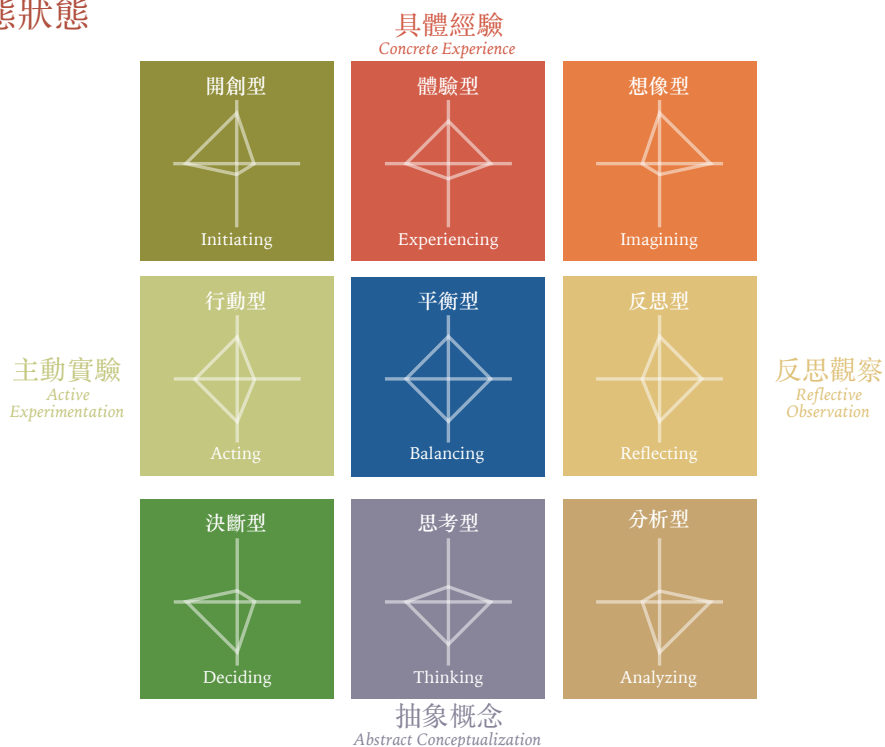 態狀態
具體經驗
Concrete Experience
開創型
體驗型
想像型
Initiating
Experiencing
Imagining
行動型
平衡型
反思型
主動實驗
Active
Experimentation
反思觀察
Reflective
Observation
Acting
Balancing
Reflecting
決斷型
思考型
分析型
Deciding
Thinking
Analyzing
抽象概念
Abstract Conceptualization